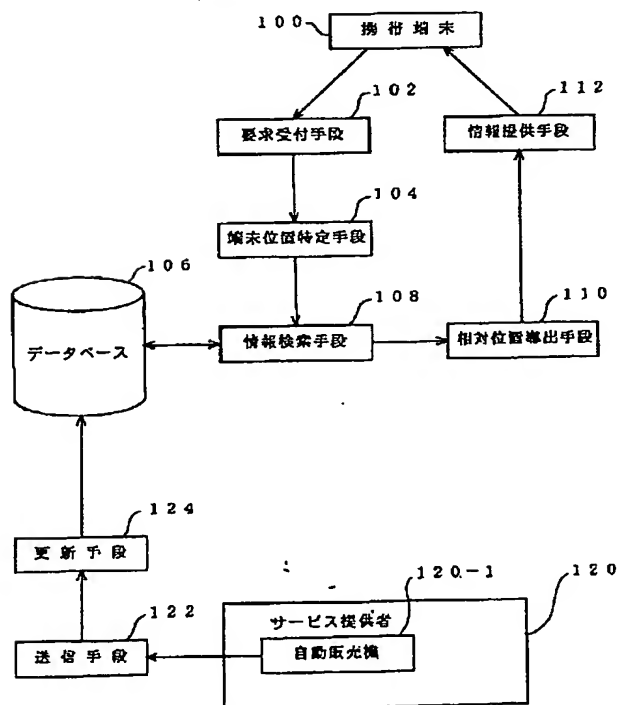 100
携帯端末
102
112
要求受付手段
情報提供手段
104
端末位置特定手段
106
108
110
データベース
情報検索手段
相対位置導出手段
124
更新手段
120-1
120
122
サービス提供者
送信手段
自動販売機